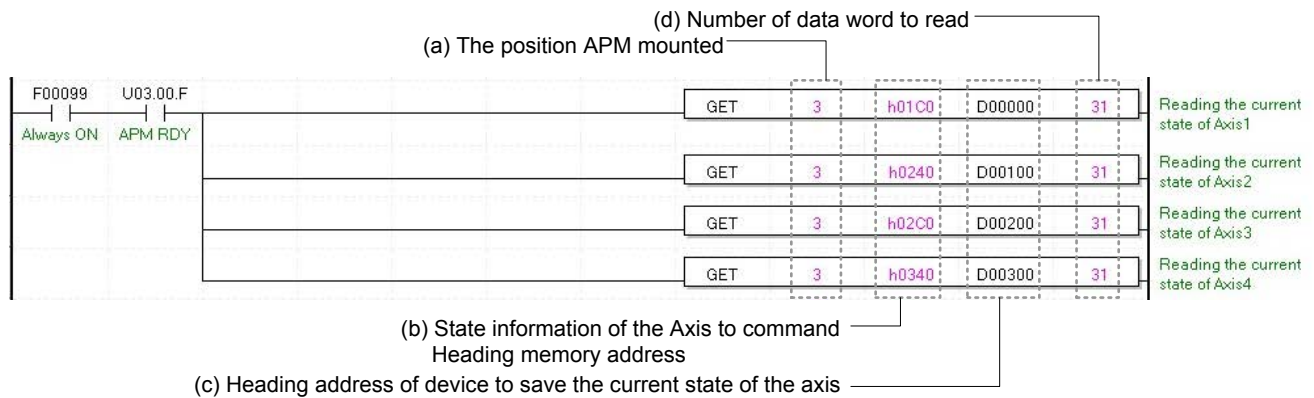 (d) Number of data word to read
(a) The position APM mounted
F00099 U03.00.F
Always ON APM RDY
GET 3 h01C0 D00000 31
Reading the current
state of Axis1
GET 3 h0240 D00100 31
Reading the current
state of Axis2
GET 3 h02C0 D00200 31
Reading the current
state of Axis3
GET 3 h0340 D00300 31
Reading the current
state of Axis4
(b) State information of the Axis to command
Heading memory address
(c) Heading address of device to save the current state of the axis